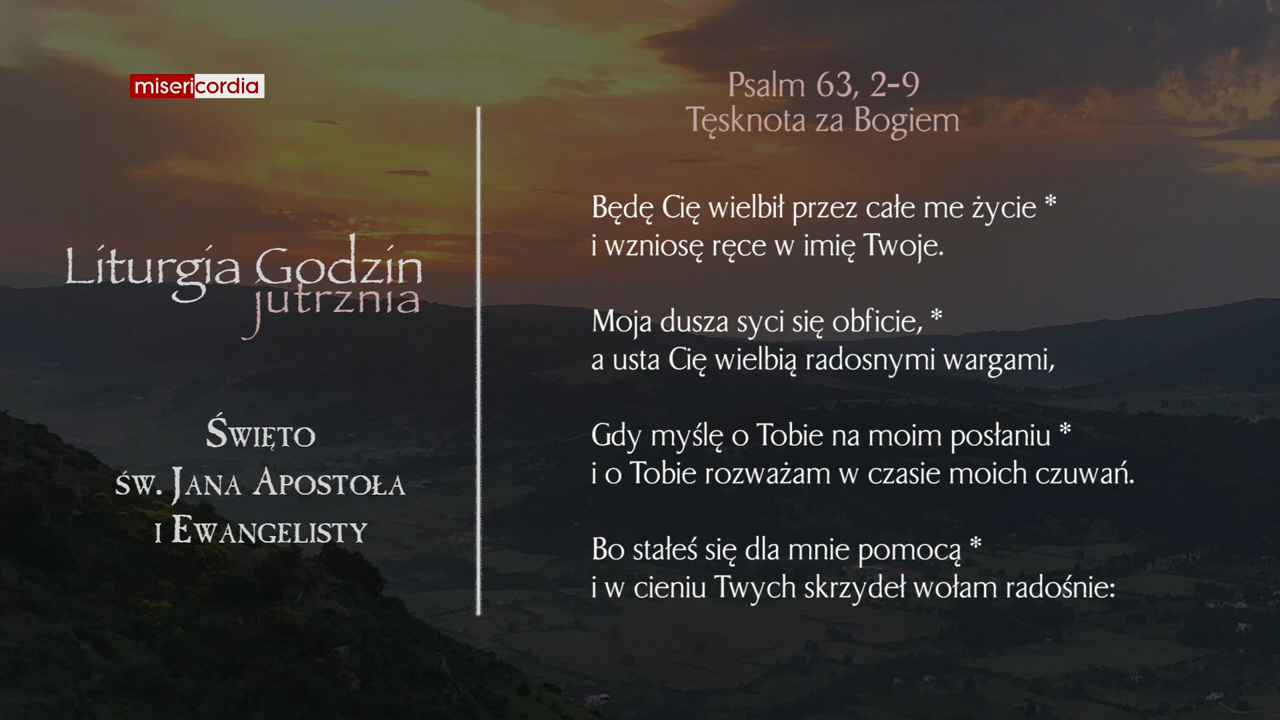 misericordia
Liturgia Godzin
jutrznia
Święto
św. Jana Apostoła
i Ewangelisty
Psalm 63, 2-9
Tęsknota za Bogiem
Będę Cię wielbił przez całe me życie *
i wzniosę ręce w imię Twoje.
Moja dusza syci się obficie, *
a usta Cię wielbią radosnymi wargami,
Gdy myślę o Tobie na moim posłaniu *
i o Tobie rozważam w czasie moich czuwań.
Bo stałeś się dla mnie pomocą *
i w cieniu Twych skrzydeł wołam radośnie: